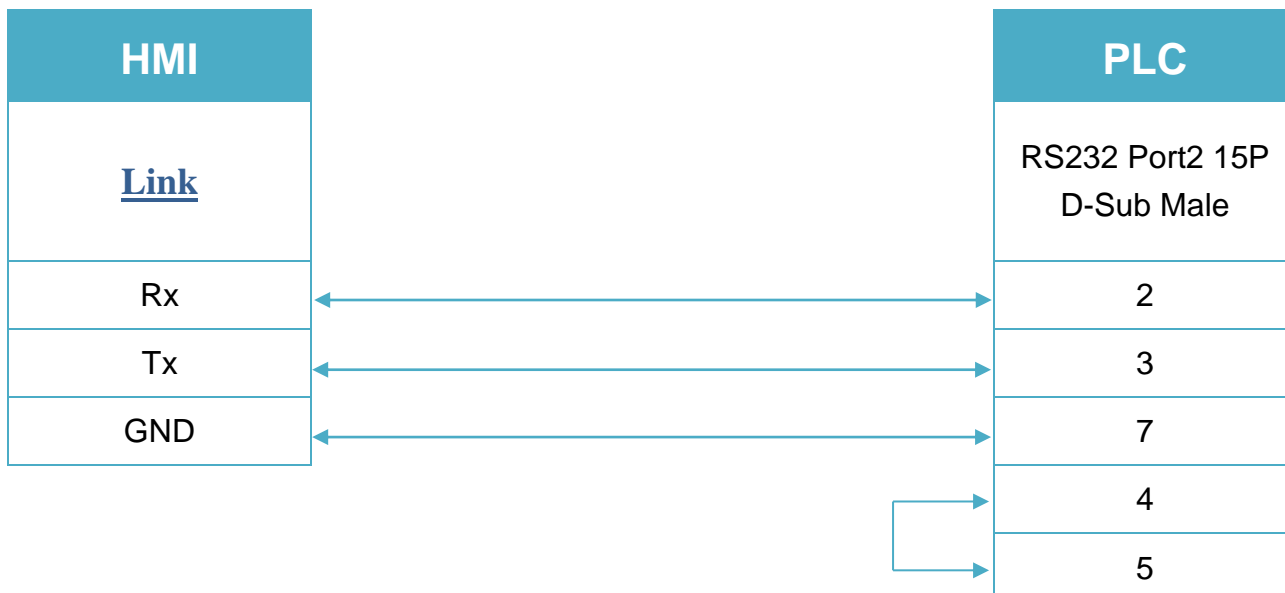 HMI PLC
Link
RS232 Port2 15P
D-Sub Male
Rx 2
Tx 3
GND 7
4
5